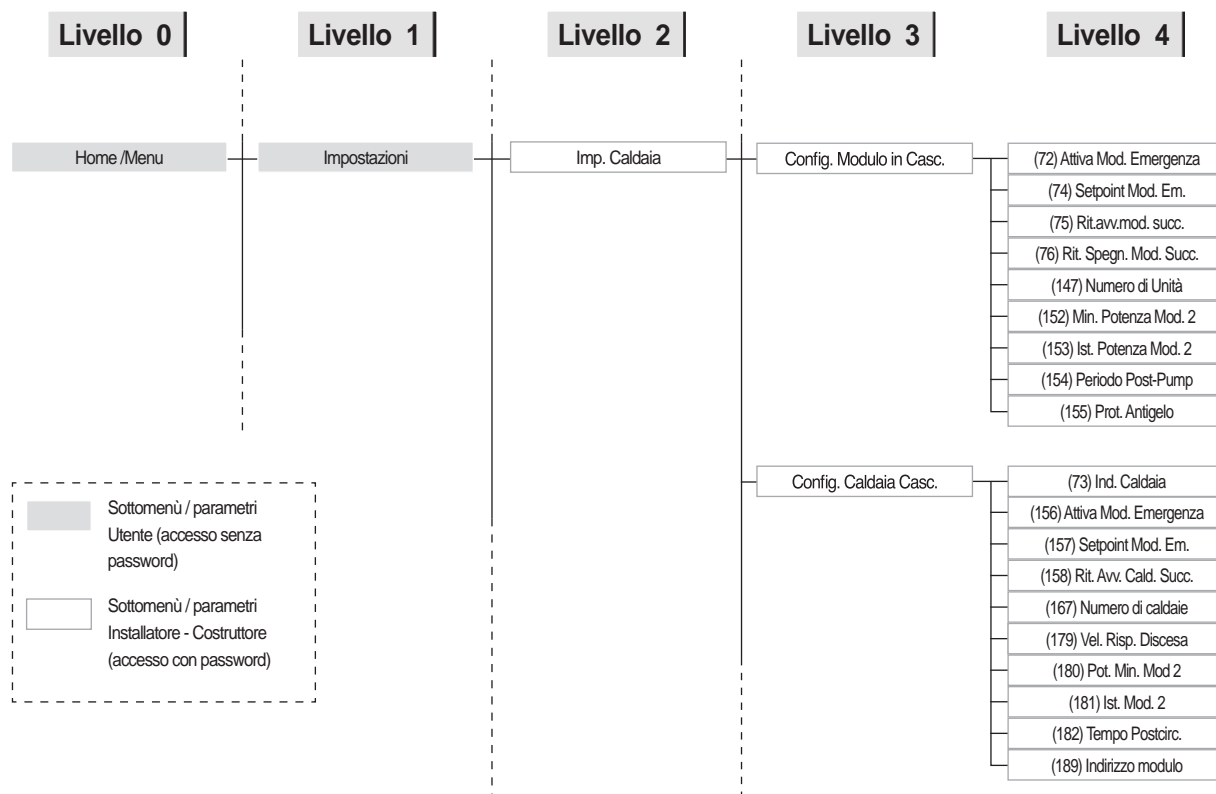 Livello 0
Livello 1
Livello 2
Livello 3
Livello 4
Home /Menu
Impostazioni
Imp. Caldaia
Config. Modulo in Casc.
(72) Attiva Mod. Emergenza
(74) Setpoint Mod. Em.
(75) Rit.avv.mod. succ.
(76) Rit. Spegn. Mod. Succ.
(147) Numero di Unità
(152) Min. Potenza Mod. 2
(153) Ist. Potenza Mod. 2
(154) Periodo Post-Pump
(155) Prot. Antigelo
Config. Caldaia Casc.
(73) Ind. Caldaia
(156) Attiva Mod. Emergenza
(157) Setpoint Mod. Em.
(158) Rit. Avv. Cald. Succ.
(167) Numero di caldaie
(179) Vel. Risp. Discesa
(180) Pot. Min. Mod 2
(181) Ist. Mod. 2
(182) Tempo Postcirc.
(189) Indirizzo modulo
Sottomenù / parametri
Utente (accesso senza
password)
Sottomenù / parametri
Installatore - Costruttore
(accesso con password)